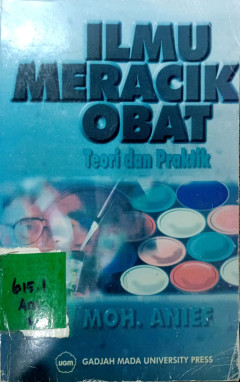 ILMU
MERACIK
OBAT
Teori dan Praktik
615.1
MOH. ANIEF
UGM
GADJAH MADA UNIVERSITY PRESS